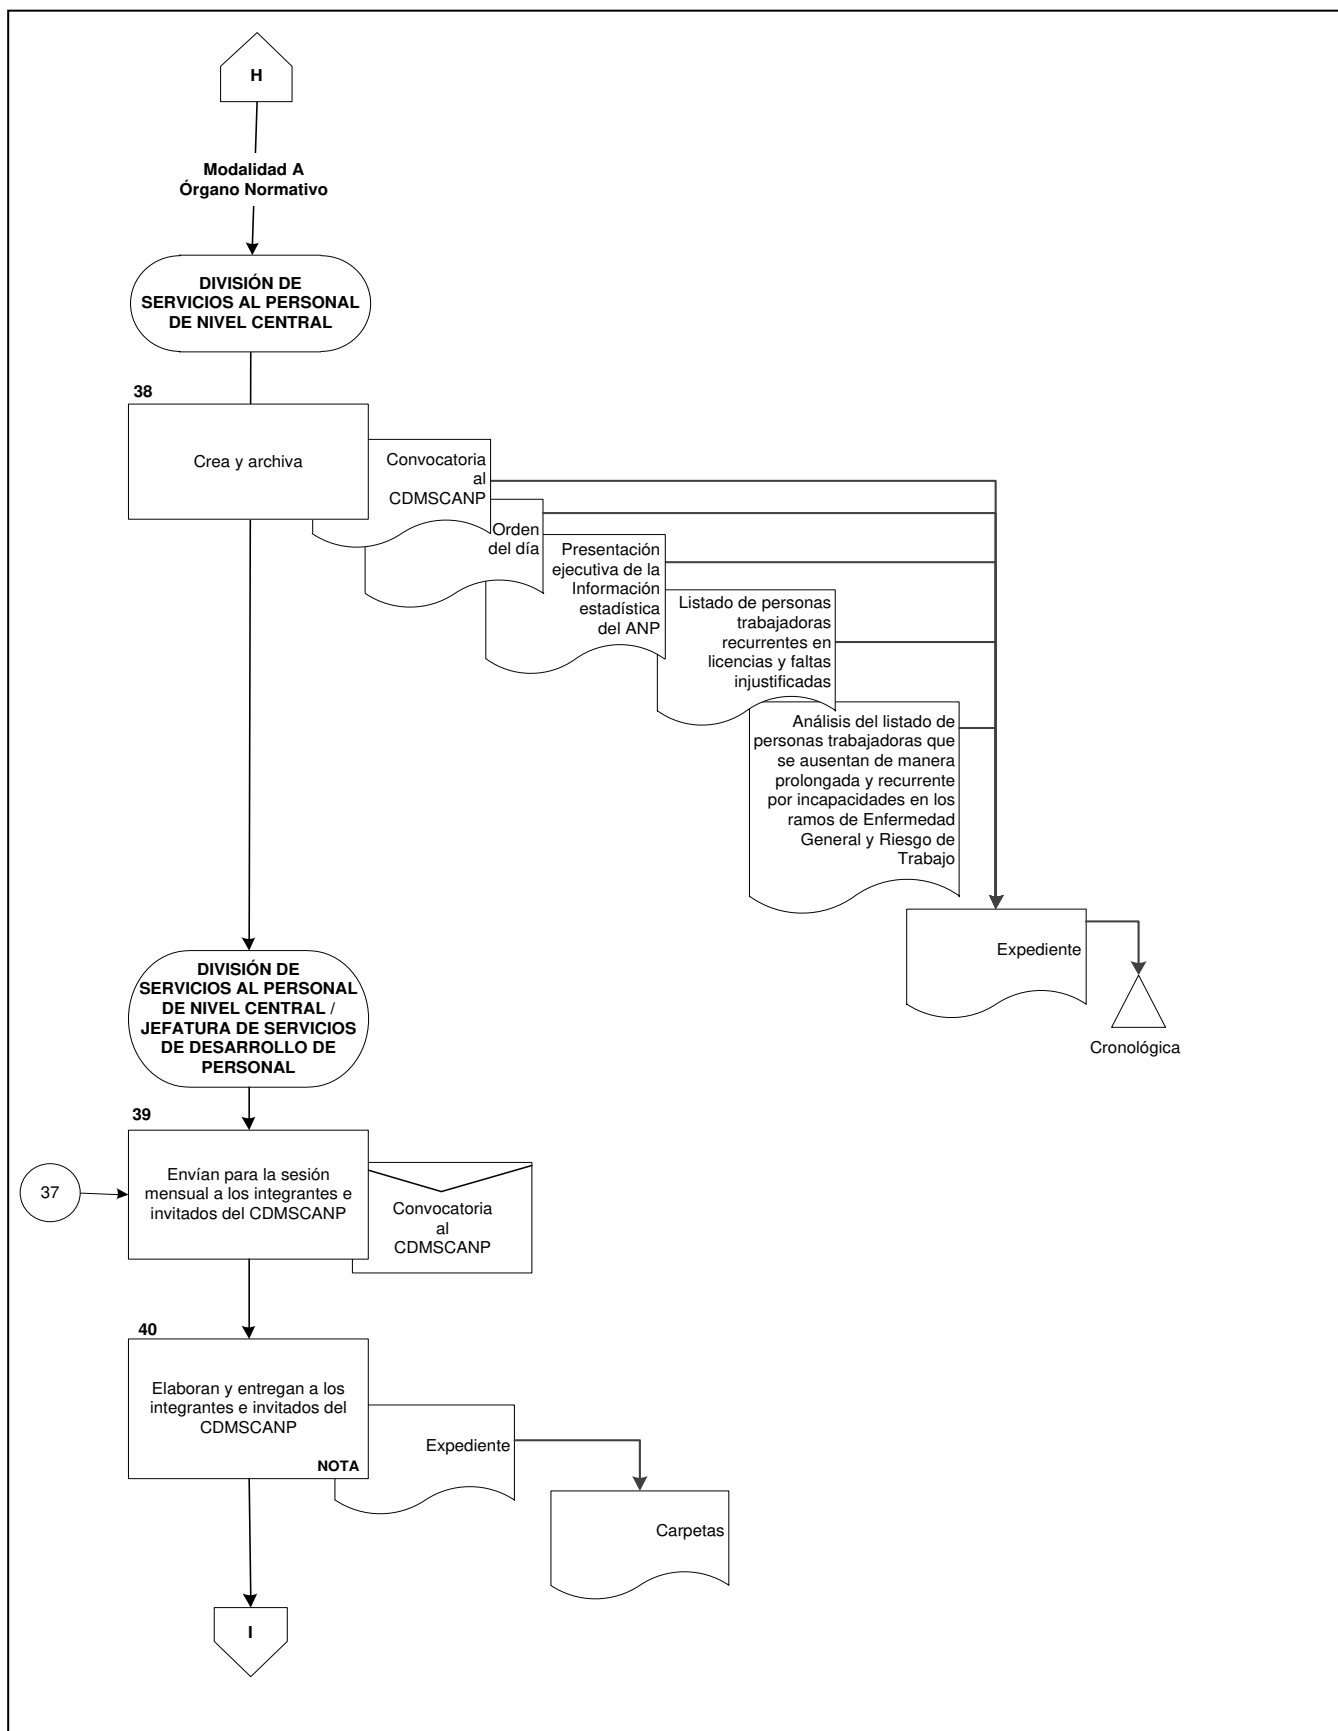 H
Modalidad A
Órgano Normativo
DIVISIÓN DE
SERVICIOS AL PERSONAL
DE NIVEL CENTRAL
38
Crea y archiva
Convocatoria
al
CDMSCANP
Orden
del día
Presentación
ejecutiva de la
Información
estadística
del ANP
Listado de personas
trabajadoras
recurrentes en
licencias y faltas
injustificadas
Análisis del listado de
personas trabajadoras que
se ausentan de manera
prolongada y recurrente
por incapacidades en los
ramos de Enfermedad
General y Riesgo de
Trabajo
Expediente
Cronológica
DIVISIÓN DE
SERVICIOS AL PERSONAL
DE NIVEL CENTRAL /
JEFATURA DE SERVICIOS
DE DESARROLLO DE
PERSONAL
39
37
Envían para la sesión
mensual a los integrantes e
invitados del CDMSCANP
Convocatoria
al
CDMSCANP
40
Elaboran y entregan a los
integrantes e invitados del
CDMSCANP
NOTA
Expediente
Carpetas
I